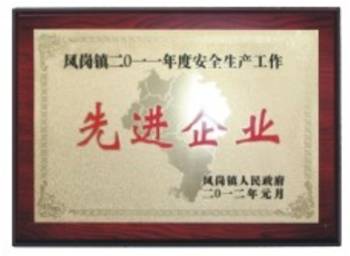 凤岗镇二〇一一年度安全生产工作
先进企业
凤岗镇人民政府
二〇一二年元月